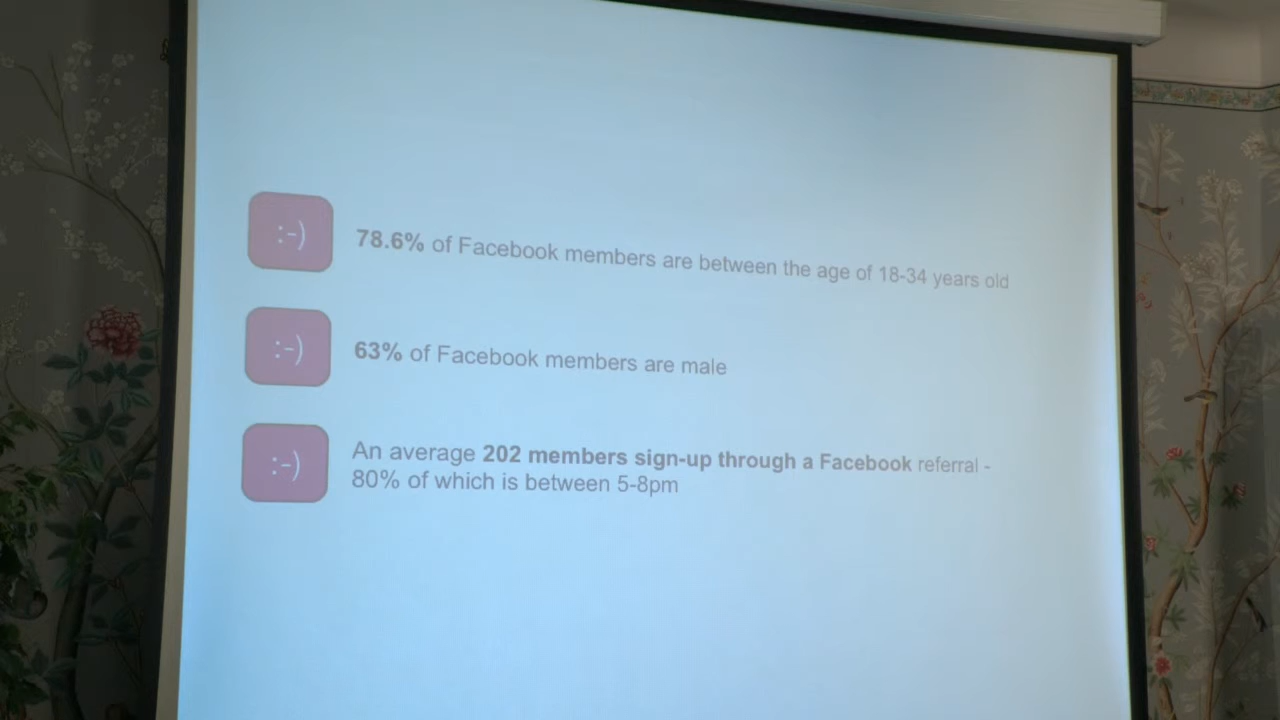 :-) 78.6% of Facebook members are between the age of 18-34 years old
:-) 63% of Facebook members are male
:-) An average 202 members sign-up through a Facebook referral -
80% of which is between 5-8pm